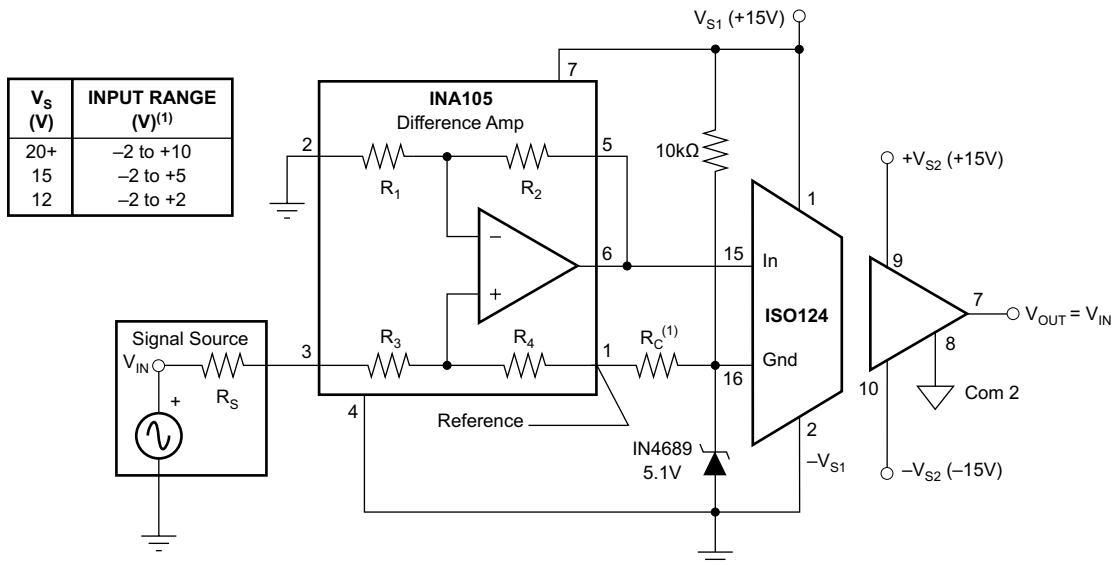 V_S1 (+15V)
V_S (V) INPUT RANGE (V)^(1)
20+ –2 to +10
15 –2 to +5
12 –2 to +2
7
INA105
Difference Amp
2
5
R_1
R_2
10kΩ
–
+
6
15
In
1
ISO124
+V_S2 (+15V)
9
7
V_OUT = V_IN
8
Com 2
10
–V_S2 (–15V)
Signal Source
V_IN
R_S
+
3
R_3
R_4
1
R_C^(1)
16
Gnd
4
Reference
IN4689
5.1V
2
–V_S1